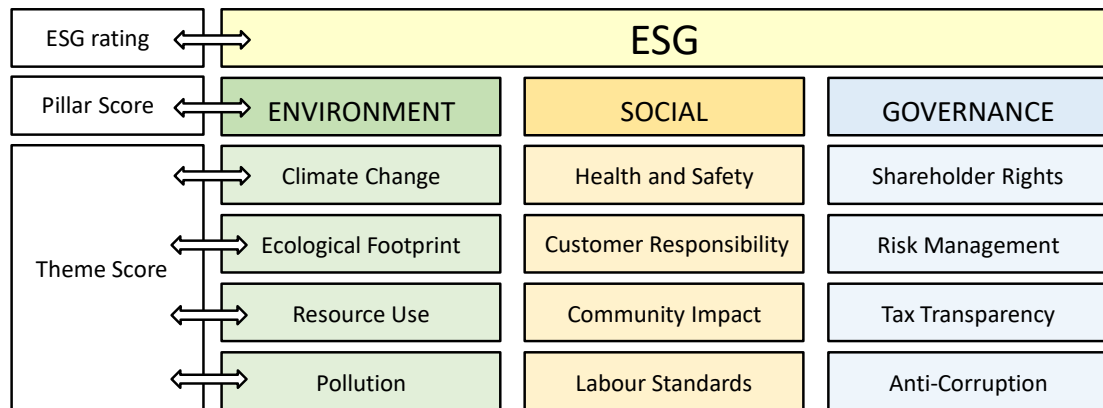 ESG rating
ESG
Pillar Score
ENVIRONMENT
SOCIAL
GOVERNANCE
Theme Score
Climate Change
Health and Safety
Shareholder Rights
Ecological Footprint
Customer Responsibility
Risk Management
Resource Use
Community Impact
Tax Transparency
Pollution
Labour Standards
Anti-Corruption